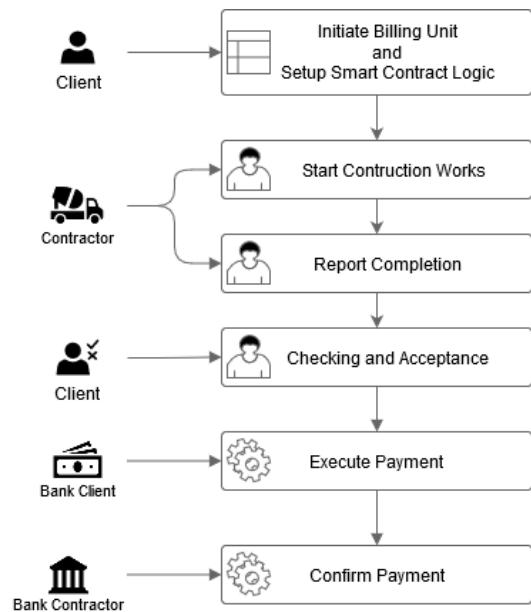 Initiate Billing Unit
and
Setup Smart Contract Logic
Client
Start Contruction Works
Contractor
Report Completion
Checking and Acceptance
Client
Execute Payment
Bank Client
Confirm Payment
Bank Contractor